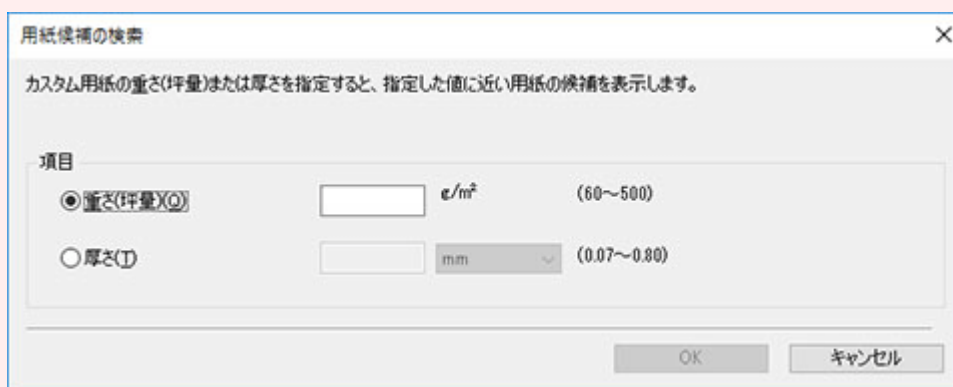 用紙候補の検索
カスタム用紙の重さ(坪量)または厚さを指定すると、指定した値に近い用紙の候補を表示します。
項目
重さ(坪量)(Q) g/m² (60～500)
厚さ(T) mm (0.07～0.80)
OK キャンセル